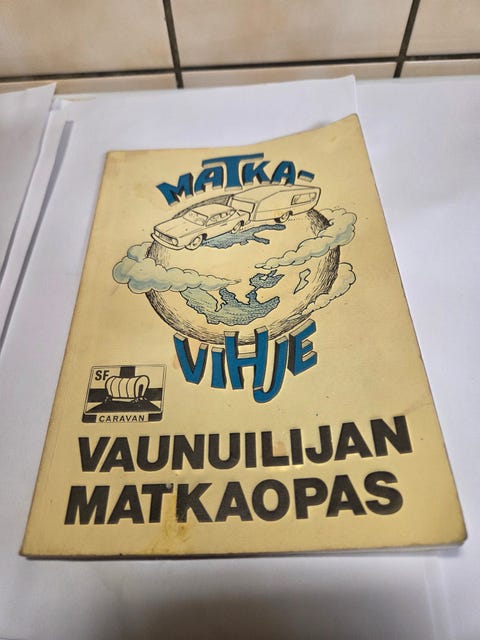 MATKA-
VIHJE
SF
CARAVAN
VAUNUILIJAN
MATKAOPAS